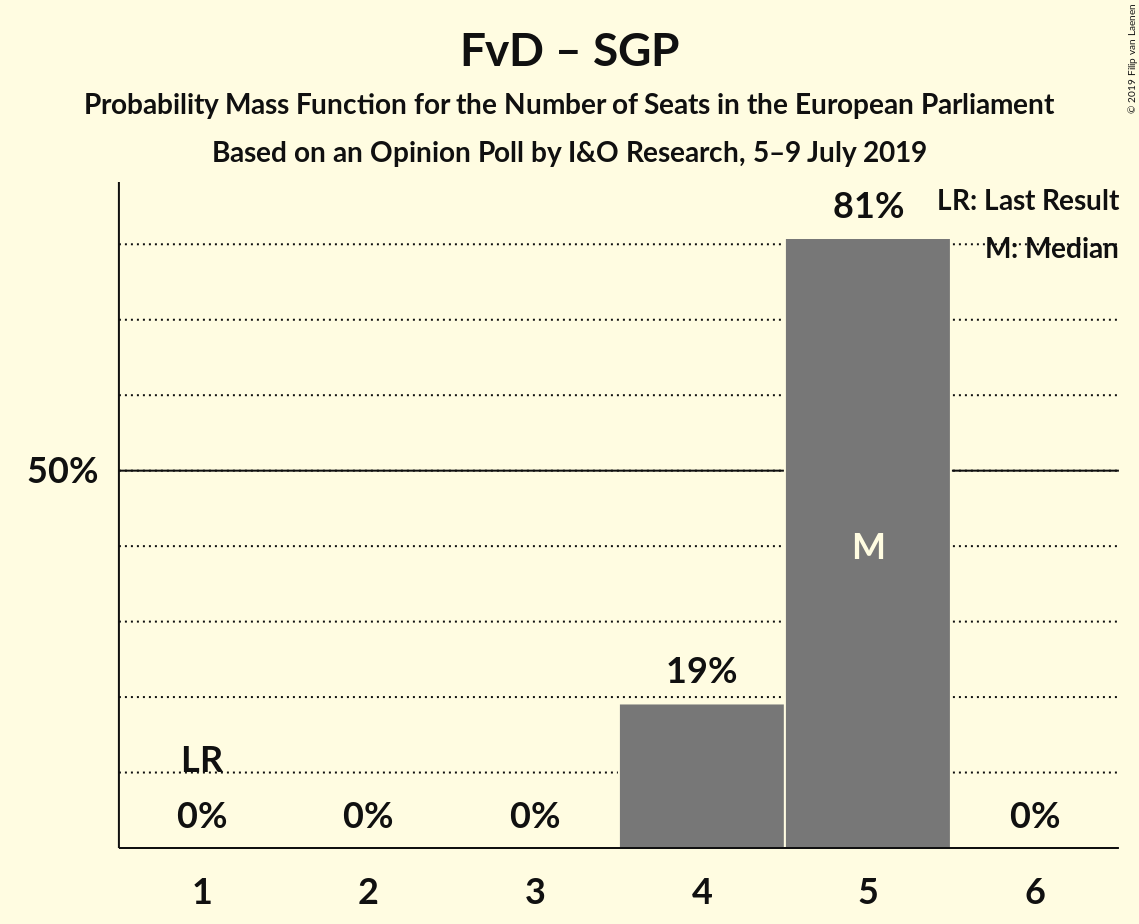 FvD – SGP
Probability Mass Function for the Number of Seats in the European Parliament
Based on an Opinion Poll by I&O Research, 5–9 July 2019
© 2019 Filip van Laenen
LR: Last Result
M: Median
81%
50%
M
19%
LR
0% 0% 0% 0%
1 2 3 4 5 6